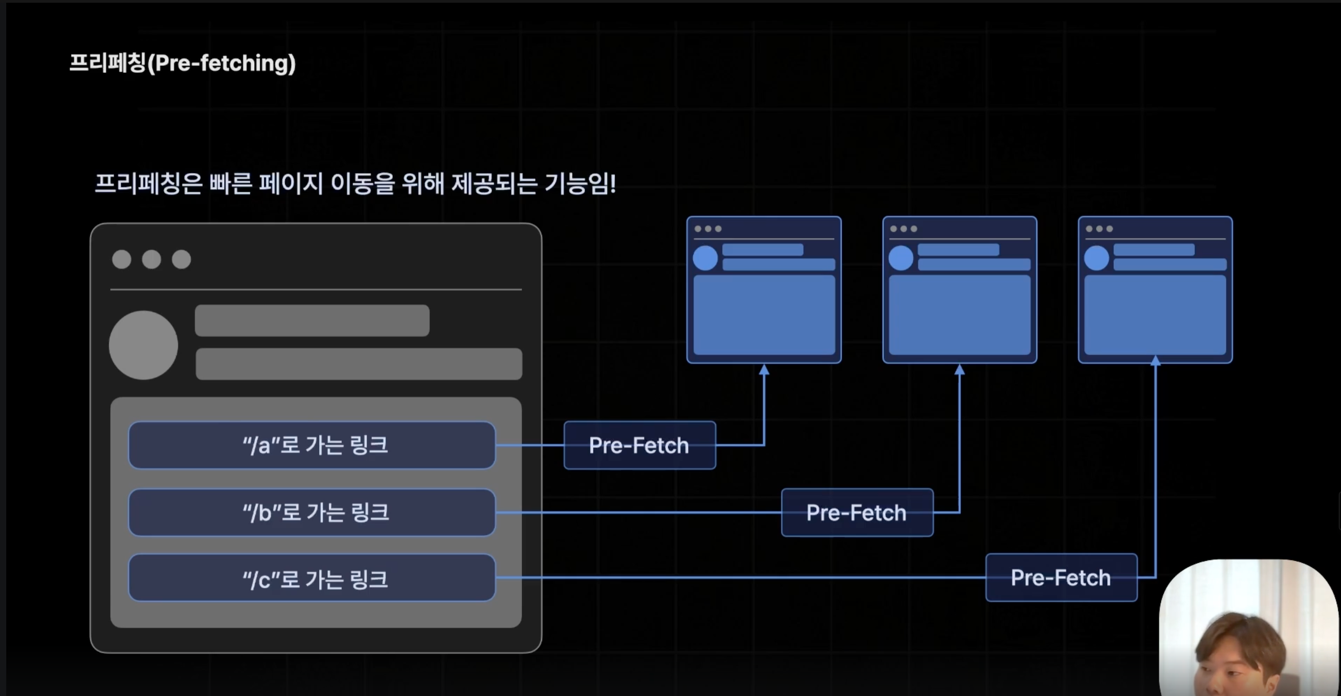 프리페칭(Pre-fetching)
프리페칭은 빠른 페이지 이동을 위해 제공되는 기능임!
“/a”로 가는 링크
Pre-Fetch
“/b”로 가는 링크
Pre-Fetch
“/c”로 가는 링크
Pre-Fetch